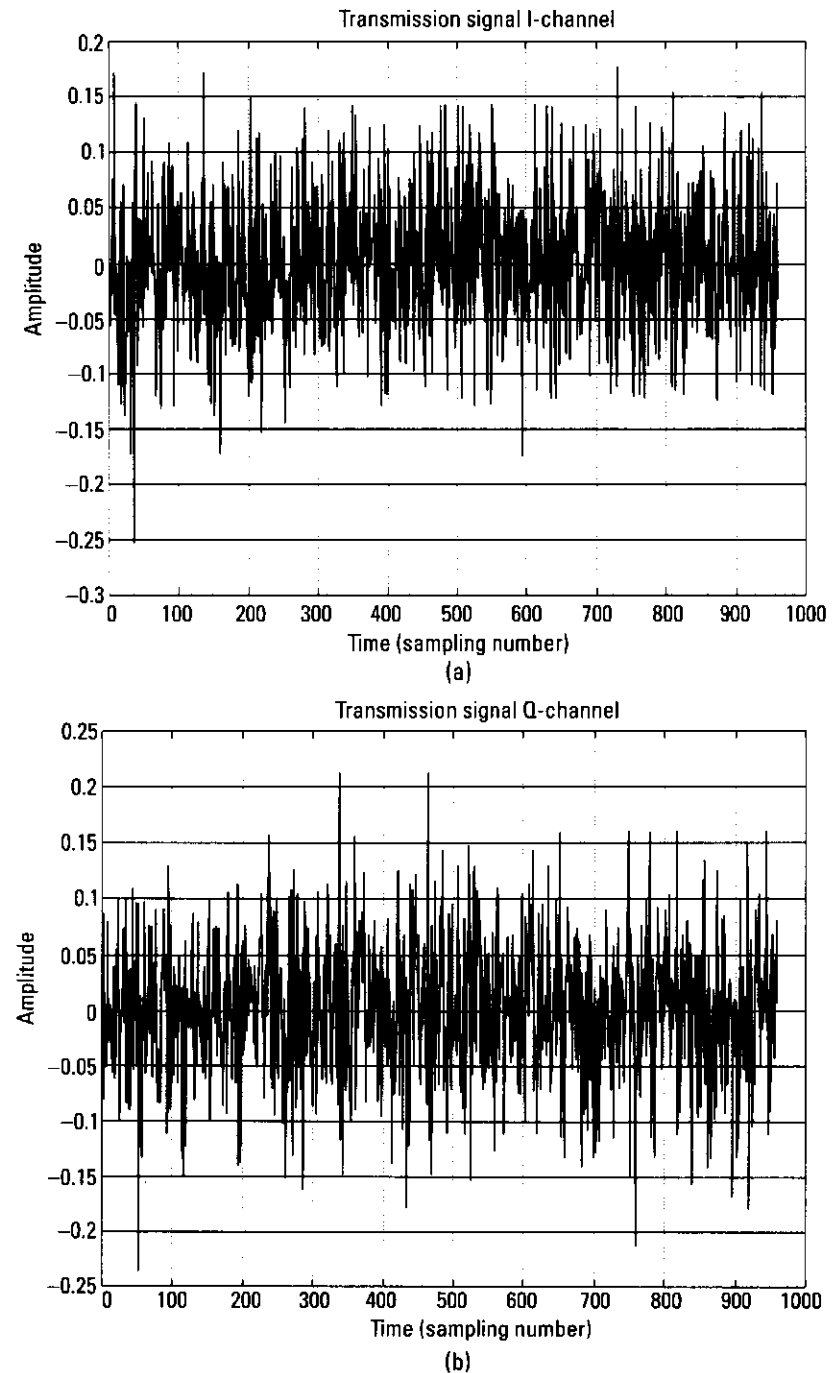 Transmission signal I-channel
0.2
0.15
0.1
0.05
0
−0.05
−0.1
−0.15
−0.2
−0.25
−0.3
Amplitude
0 100 200 300 400 500 600 700 800 900 1000
Time (sampling number)
(a)
Transmission signal Q-channel
0.25
0.2
0.15
0.1
0.05
0
−0.05
−0.1
−0.15
−0.2
−0.25
Amplitude
0 100 200 300 400 500 600 700 800 900 1000
Time (sampling number)
(b)